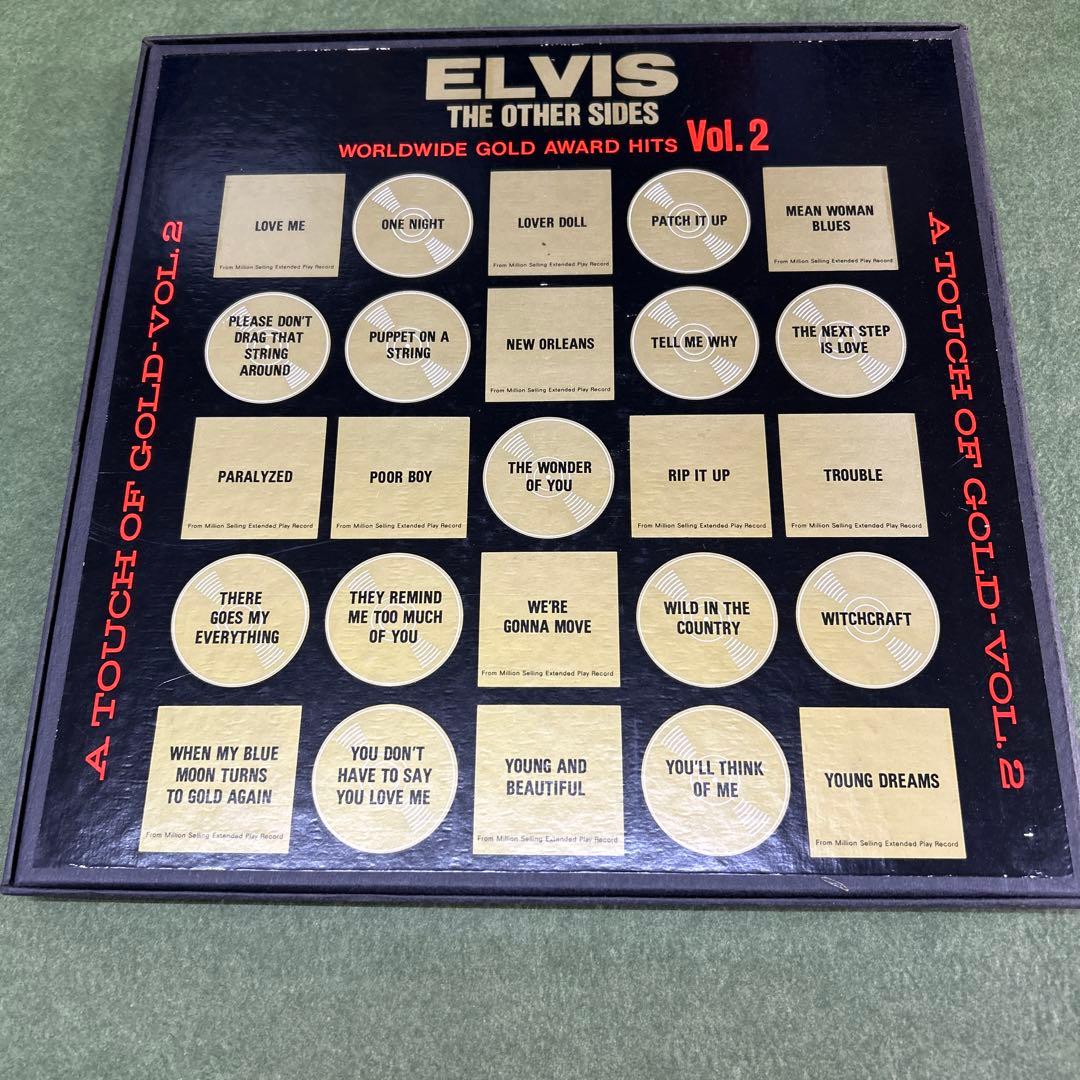 ELVIS
THE OTHER SIDES
WORLDWIDE GOLD AWARD HITS Vol. 2
A TOUCH OF GOLD-VOL. 2
LOVE ME
From Million Selling Extended Play Record
ONE NIGHT
LOVER DOLL
From Million Selling Extended Play Record
PATCH IT UP
MEAN WOMAN
BLUES
From Million Selling Extended Play Record
PLEASE DON'T
DRAG THAT
STRING
AROUND
PUPPET ON A
STRING
NEW ORLEANS
From Million Selling Extended Play Record
TELL ME WHY
THE NEXT STEP
IS LOVE
PARALYZED
From Million Selling Extended Play Record
POOR BOY
From Million Selling Extended Play Record
THE WONDER
OF YOU
RIP IT UP
From Million Selling Extended Play Record
TROUBLE
From Million Selling Extended Play Record
THERE
GOES MY
EVERYTHING
THEY REMIND
ME TOO MUCH
OF YOU
WE'RE
GONNA MOVE
From Million Selling Extended Play Record
WILD IN THE
COUNTRY
WITCHCRAFT
WHEN MY BLUE
MOON TURNS
TO GOLD AGAIN
From Million Selling Extended Play Record
YOU DON'T
HAVE TO SAY
YOU LOVE ME
YOUNG AND
BEAUTIFUL
From Million Selling Extended Play Record
YOU'LL THINK
OF ME
YOUNG DREAMS
From Million Selling Extended Play Record
A TOUCH OF GOLD-VOL. 2